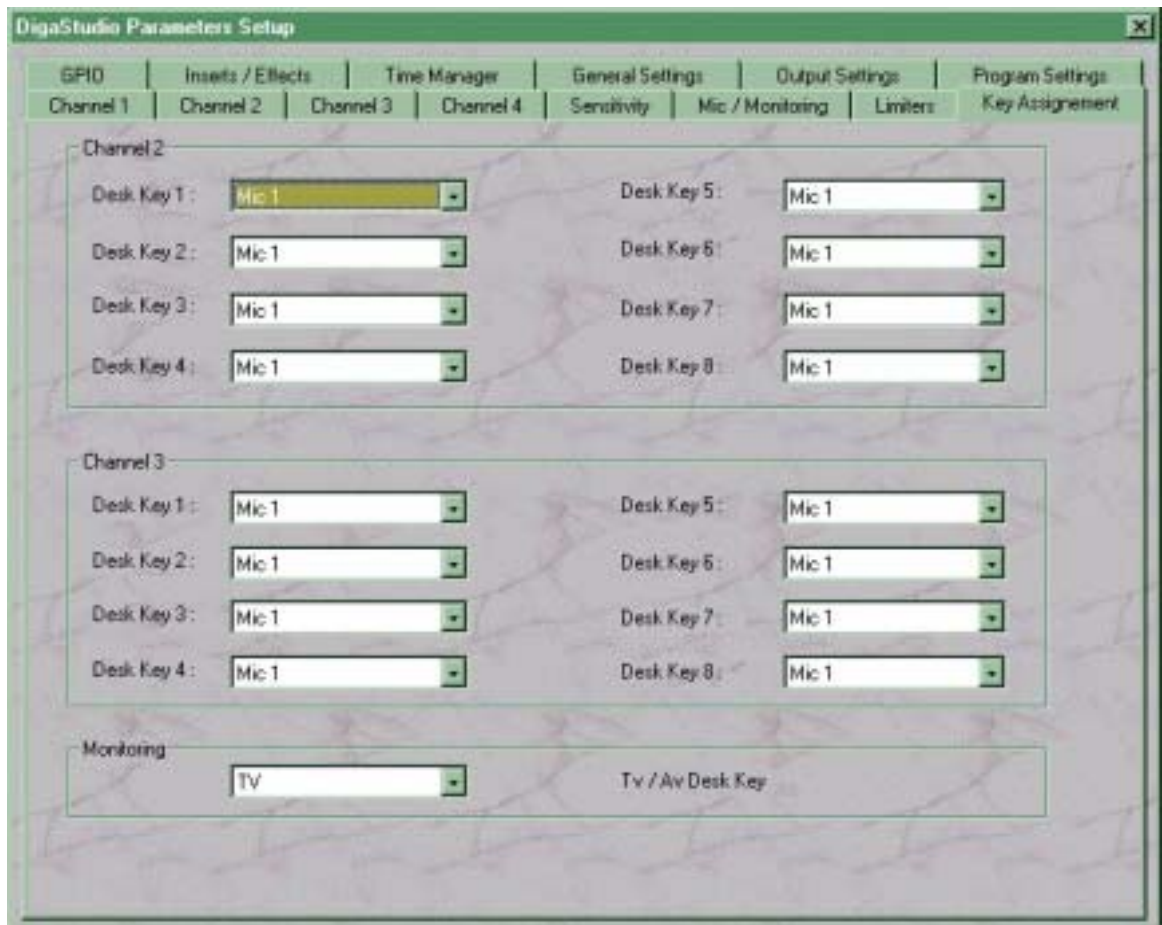 DigaStudio Parameters Setup
GPIO Inserts / Effects Time Manager General Settings Output Settings Program Settings
Channel 1 Channel 2 Channel 3 Channel 4 Sensitivity Mic / Monitoring Limiters Key Assignement
Channel 2
Desk Key 1 : Mic 1 Desk Key 5 : Mic 1
Desk Key 2 : Mic 1 Desk Key 6 : Mic 1
Desk Key 3 : Mic 1 Desk Key 7 : Mic 1
Desk Key 4 : Mic 1 Desk Key 8 : Mic 1
Channel 3
Desk Key 1 : Mic 1 Desk Key 5 : Mic 1
Desk Key 2 : Mic 1 Desk Key 6 : Mic 1
Desk Key 3 : Mic 1 Desk Key 7 : Mic 1
Desk Key 4 : Mic 1 Desk Key 8 : Mic 1
Monitoring
TV Tv / Av Desk Key